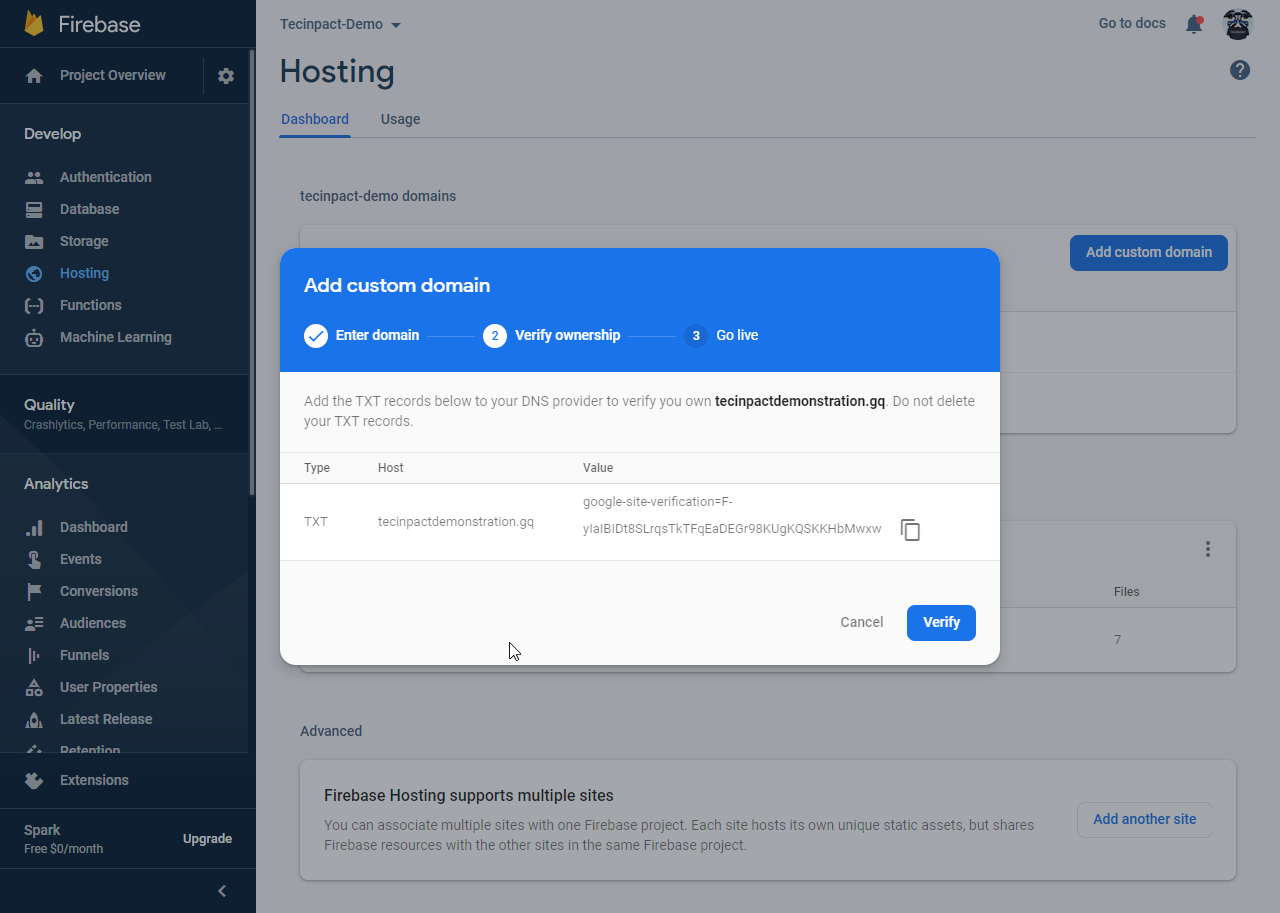 Firebase
Project Overview
Develop
Authentication
Database
Storage
Hosting
Functions
Machine Learning
Quality
Crashlytics, Performance, Test Lab, ...
Analytics
Dashboard
Events
Conversions
Audiences
Funnels
User Properties
Latest Release
Retention
Extensions
Spark
Free $0/month
Upgrade
Tecinpact-Demo
Go to docs
Hosting
Dashboard
Usage
tecinpact-demo domains
Add custom domain
Add custom domain
Enter domain
2 Verify ownership
3 Go live
Add the TXT records below to your DNS provider to verify you own tecinpactdemonstration.gq. Do not delete
your TXT records.
Type Host Value
google-site-verification=F-
TXT tecinpactdemonstration.gq
yIaIBIDt8SLrqsTkTFqEaDEGr98KUgKQSKKHbMwxw
Cancel
Verify
Files
7
Advanced
Firebase Hosting supports multiple sites
You can associate multiple sites with one Firebase project. Each site hosts its own unique static assets, but shares
Firebase resources with the other sites in the same Firebase project.
Add another site